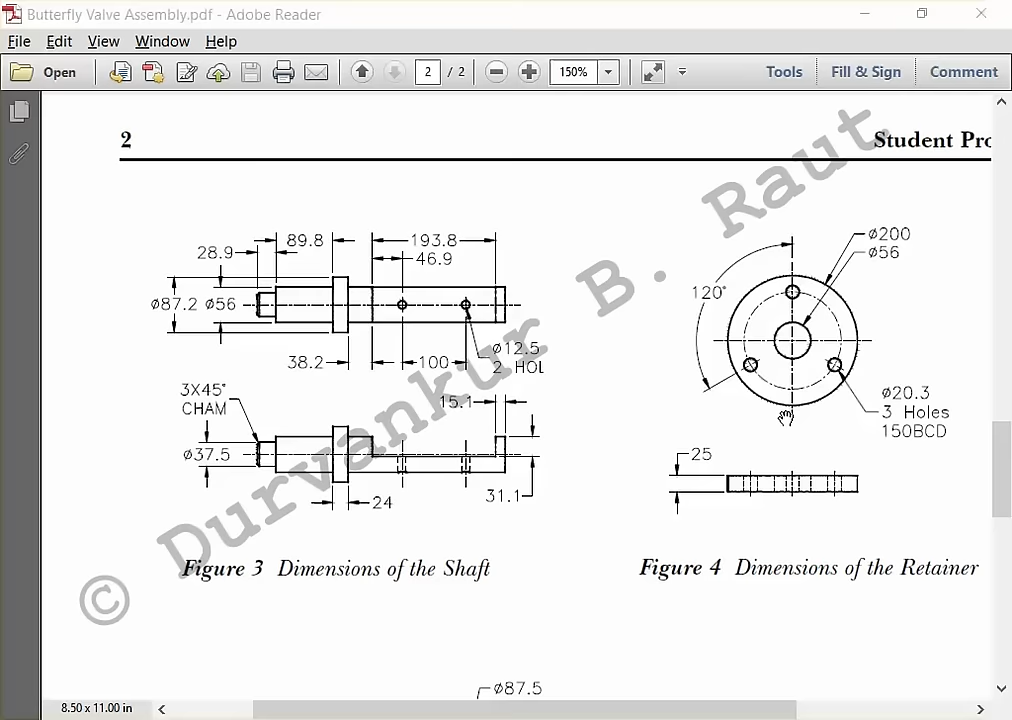 Butterfly Valve Assembly.pdf - Adobe Reader
File Edit View Window Help
Open 2 / 2 150% Tools Fill & Sign Comment
2 Student Pro
28.9
89.8
193.8
46.9
ø87.2 ø56
ø12.5
2 HOL
38.2
100
3X45°
CHAM
15.1
ø37.5
24
31.1
ø200
ø56
120°
ø20.3
3 Holes
150BCD
25
Figure 3 Dimensions of the Shaft
Figure 4 Dimensions of the Retainer
© Durvankur B. Raut
ø87.5
8.50 x 11.00 in